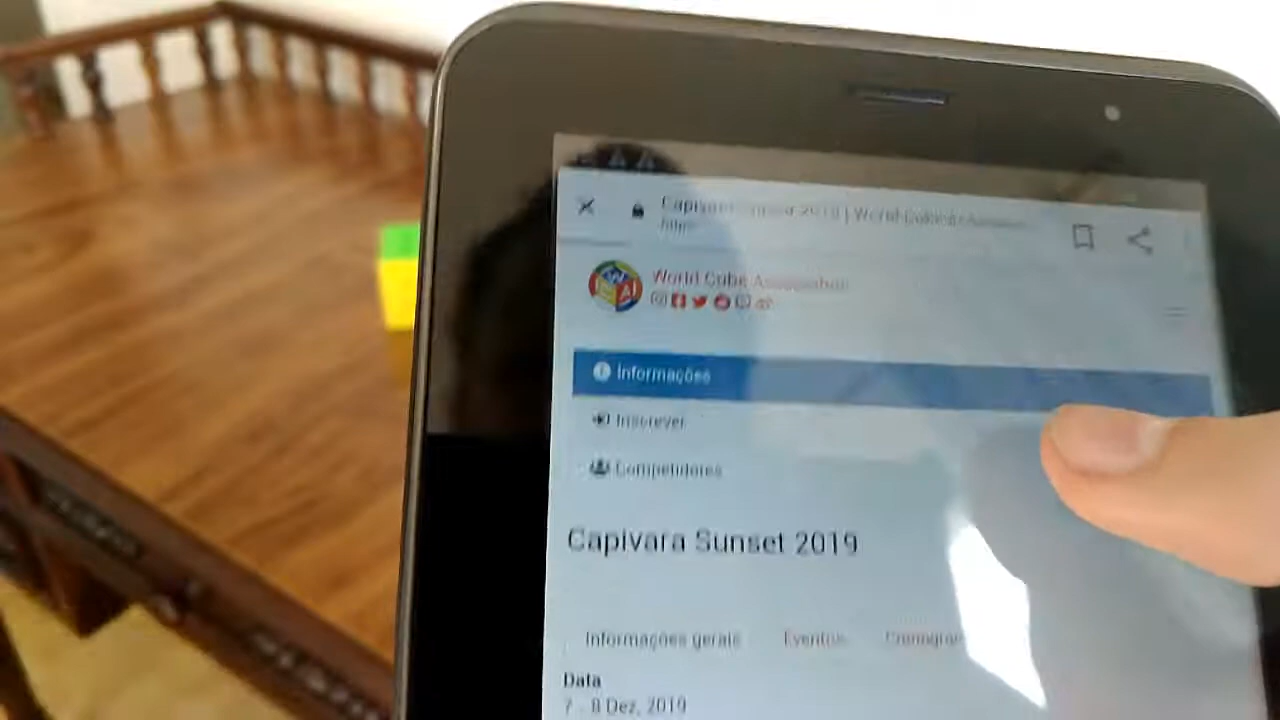 Capivara Sunset 2019 | World Cube Association
https
World Cube Association
Informações
Inscrever
Competidores
Capivara Sunset 2019
Informações gerais Eventos
Data
7 - 8 Dez, 2019